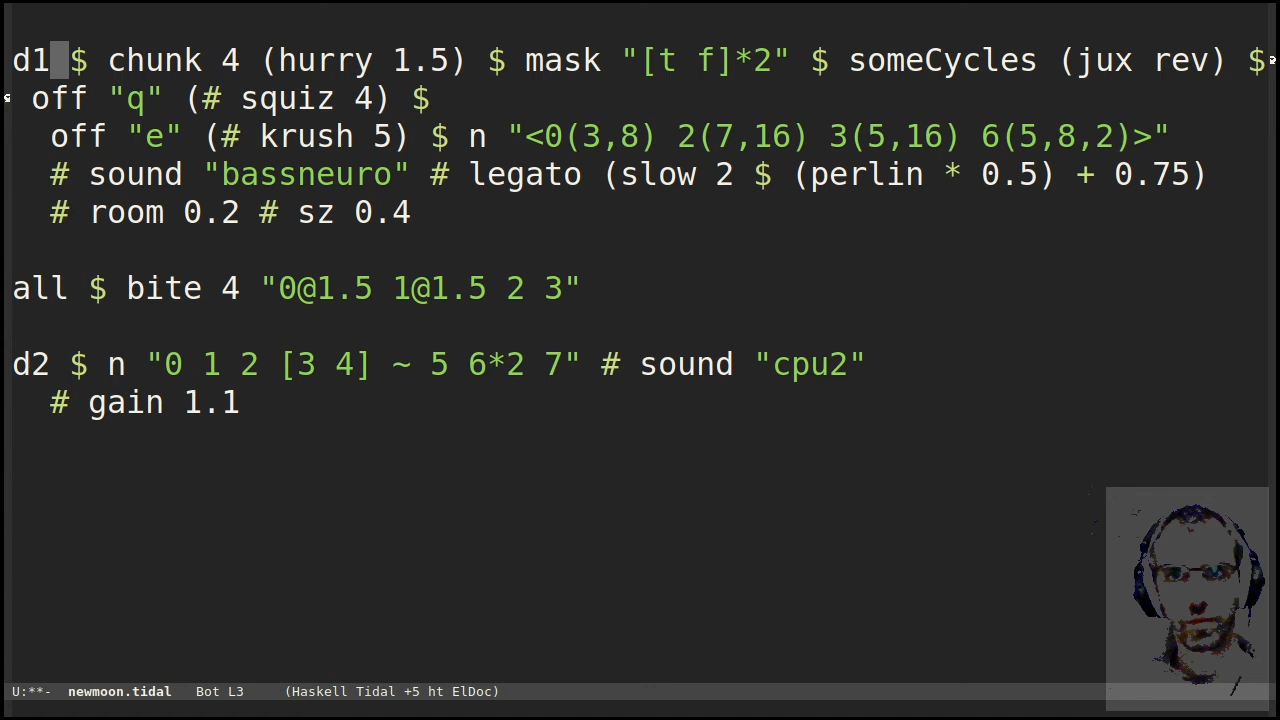 d1 $ chunk 4 (hurry 1.5) $ mask "[t f]*2" $ someCycles (jux rev) $
off "q" (# squiz 4) $
off "e" (# krush 5) $ n "<0(3,8) 2(7,16) 3(5,16) 6(5,8,2)>"
# sound "bassneuro" # legato (slow 2 $ (perlin * 0.5) + 0.75)
# room 0.2 # sz 0.4
all $ bite 4 "0@1.5 1@1.5 2 3"
d2 $ n "0 1 2 [3 4] ~ 5 6*2 7" # sound "cpu2"
# gain 1.1
U:**-  newmoon.tidal   Bot L3     (Haskell Tidal +5 ht ElDoc)